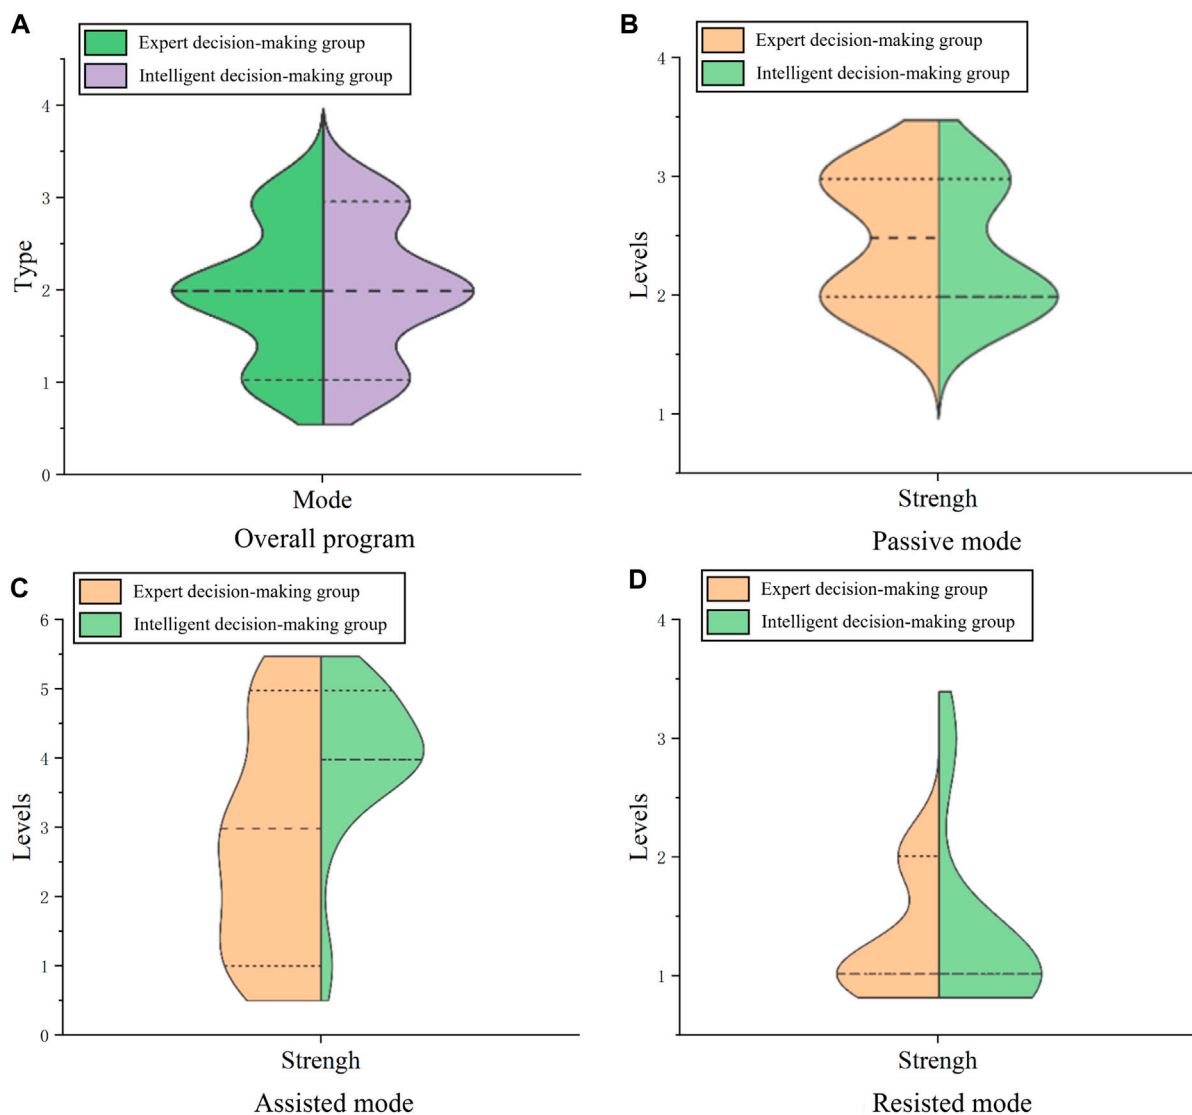 A
Expert decision-making group
Intelligent decision-making group
4
3
2
1
0
Type
Mode
Overall program
B
Expert decision-making group
Intelligent decision-making group
4
3
2
1
Levels
Strengh
Passive mode
C
Expert decision-making group
Intelligent decision-making group
6
5
4
3
2
1
0
Levels
Strengh
Assisted mode
D
Expert decision-making group
Intelligent decision-making group
4
3
2
1
Levels
Strengh
Resisted mode